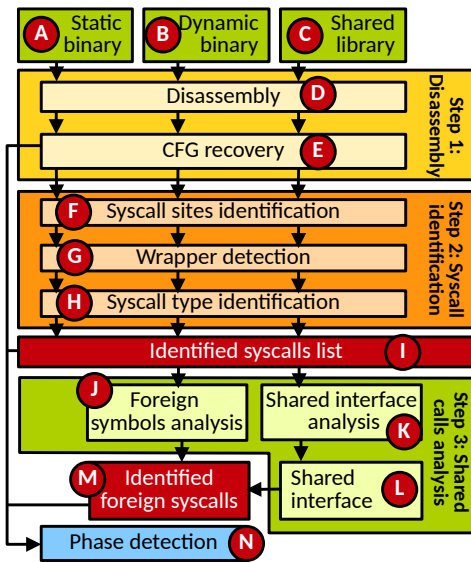 A Static
binary
B Dynamic
binary
C Shared
library
Disassembly D
CFG recovery E
Step 1:
Disassembly
F Syscall sites identification
G Wrapper detection
H Syscall type identification
Step 2: Syscall
identification
Identified syscalls list I
J Foreign
symbols analysis
Shared interface
analysis K
Step 3: Shared
calls analysis
M Identified
foreign syscalls
Shared
interface L
Phase detection N